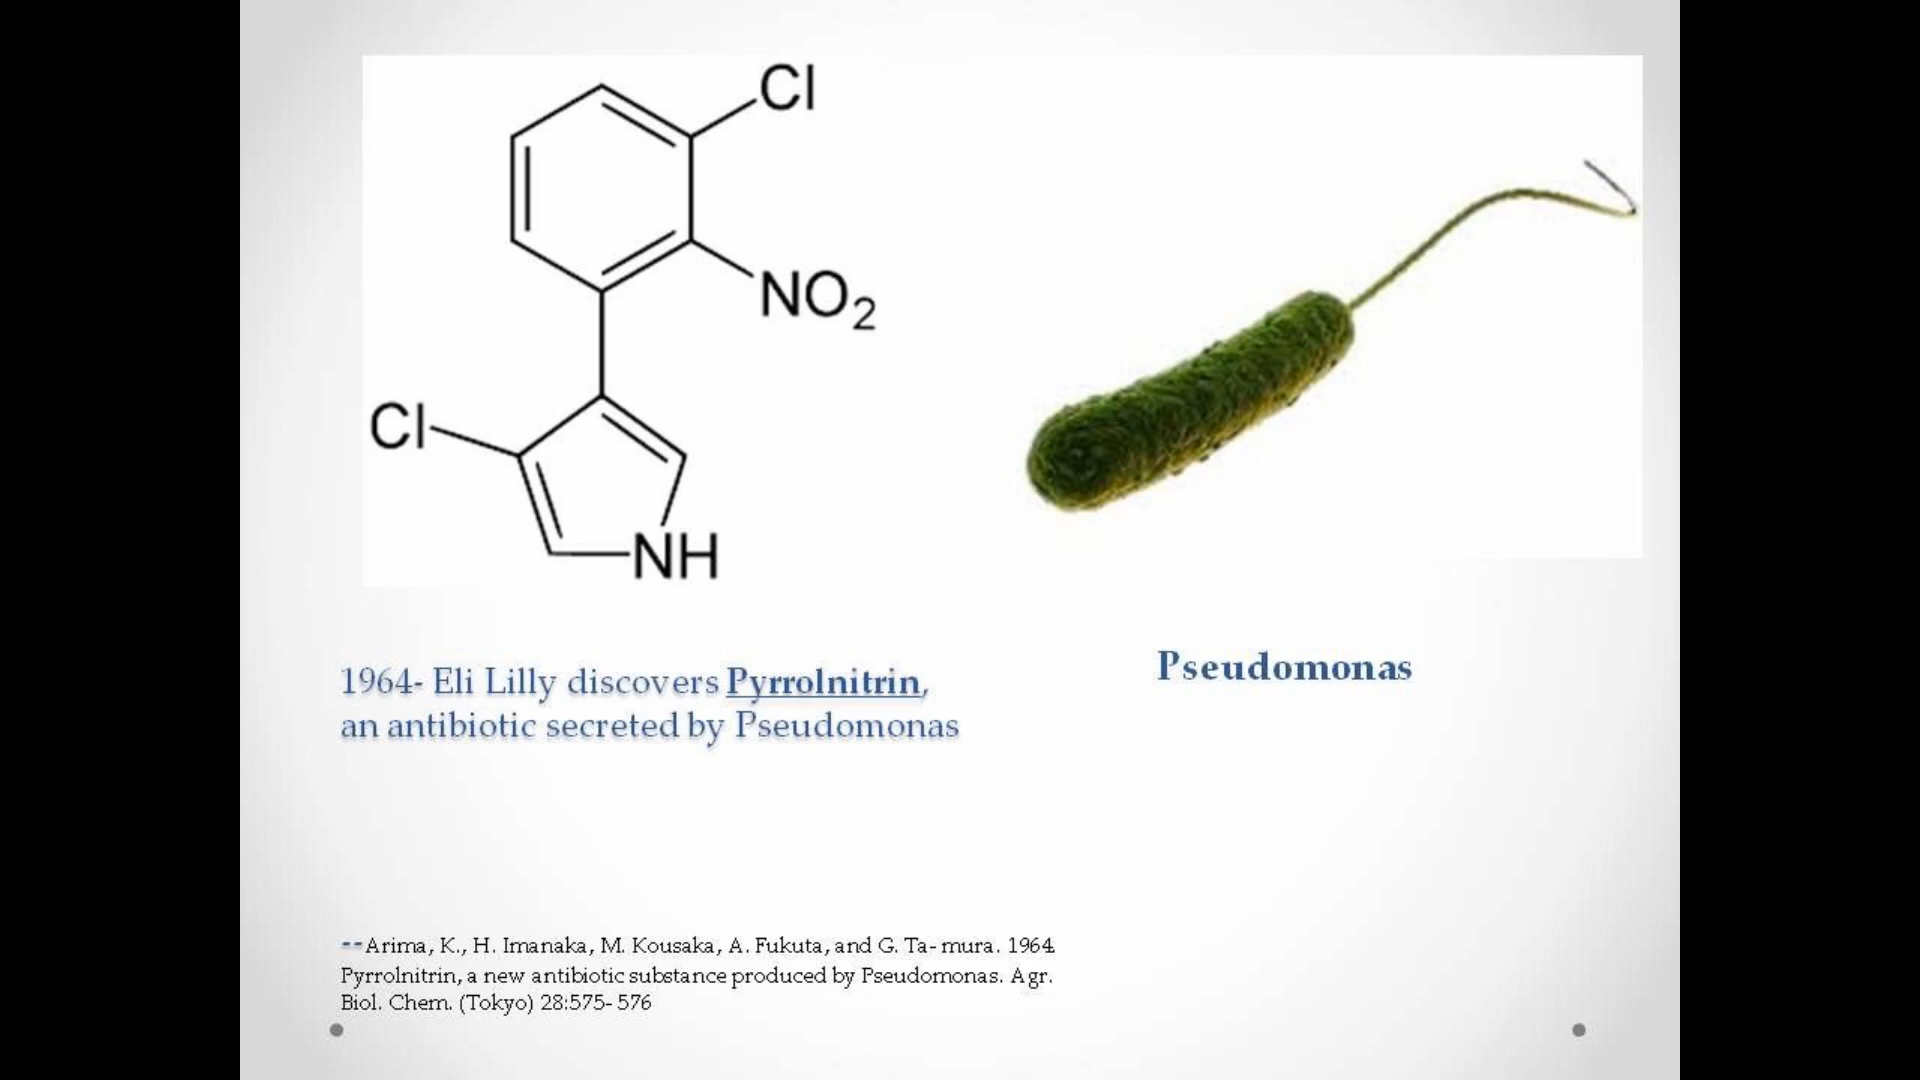 Cl
NO2
Cl
NH
1964- Eli Lilly discovers Pyrrolnitrin,
an antibiotic secreted by Pseudomonas
Pseudomonas
--Arima, K., H. Imanaka, M. Kousaka, A. Fukuta, and G. Ta- mura. 1964.
Pyrrolnitrin, a new antibiotic substance produced by Pseudomonas. Agr.
Biol. Chem. (Tokyo) 28:575- 576